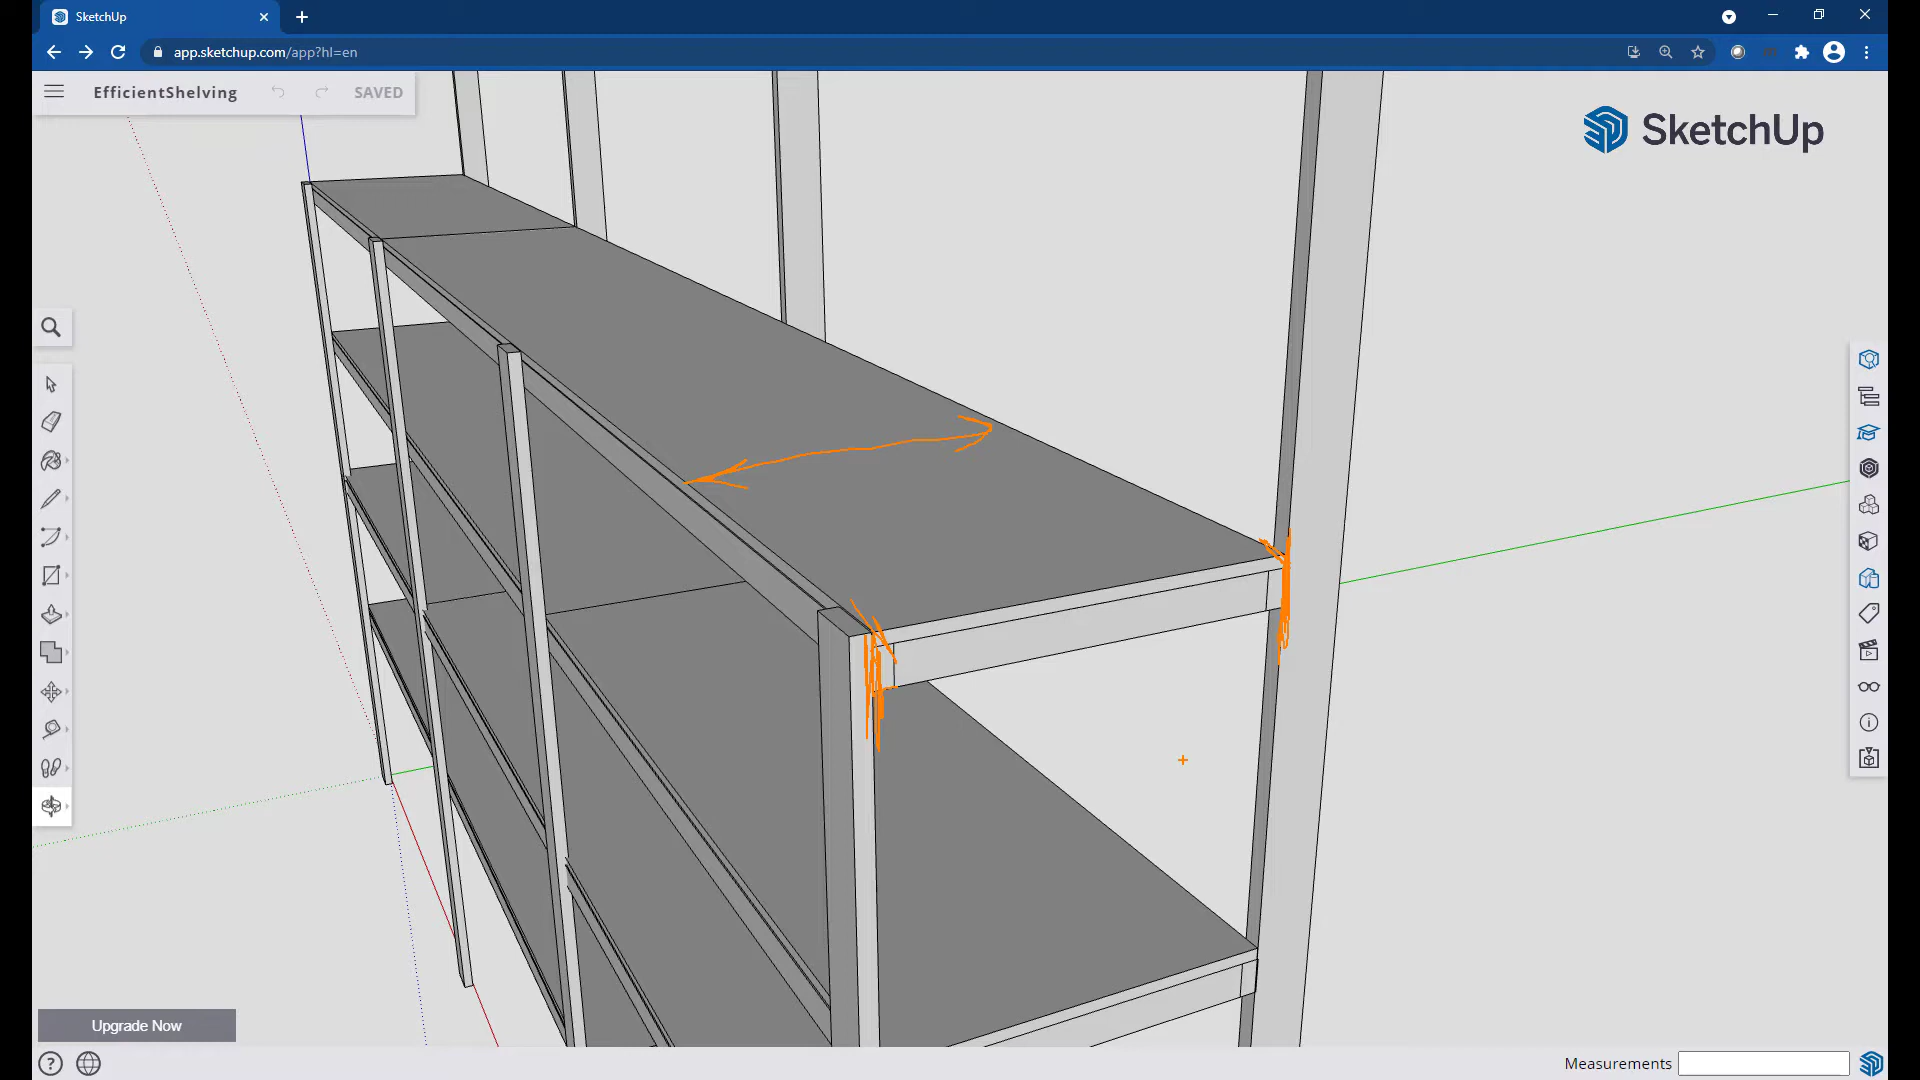 SketchUp
app.sketchup.com/app?hl=en
EfficientShelving
SAVED
SketchUp
Upgrade Now
Measurements